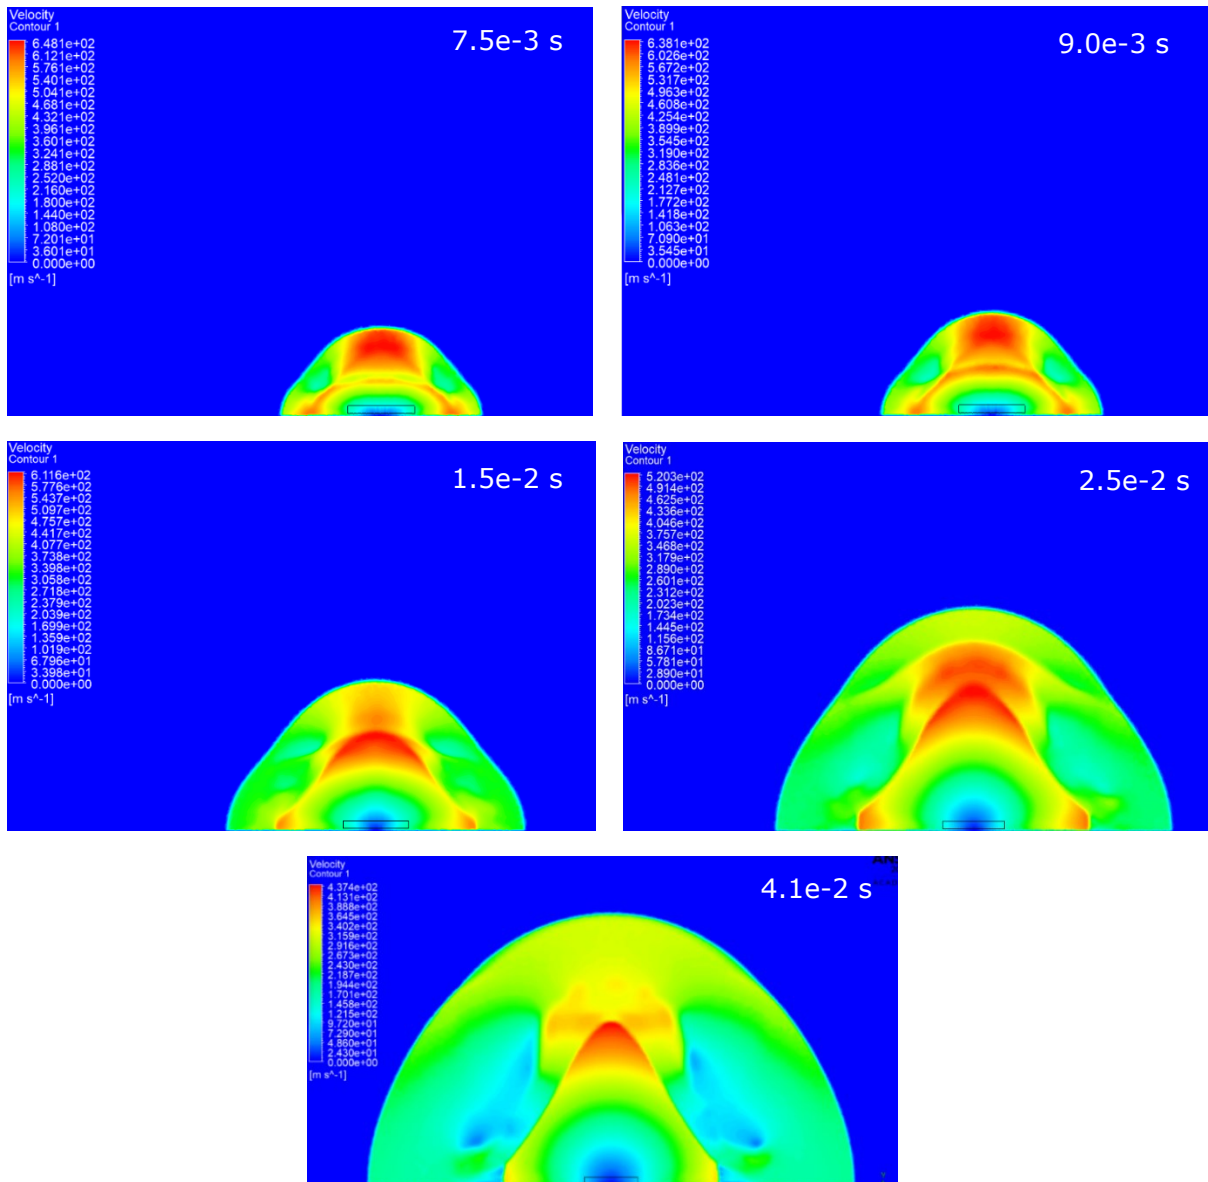 Velocity
Contour 1
7.5e-3 s
6.481e+02
6.121e+02
5.761e+02
5.401e+02
5.041e+02
4.681e+02
4.321e+02
3.961e+02
3.601e+02
3.241e+02
2.881e+02
2.520e+02
2.160e+02
1.800e+02
1.440e+02
1.080e+02
7.201e+01
3.601e+01
0.000e+00
[m s^-1]
Velocity
Contour 1
9.0e-3 s
6.381e+02
6.026e+02
5.672e+02
5.317e+02
4.963e+02
4.608e+02
4.254e+02
3.899e+02
3.545e+02
3.190e+02
2.836e+02
2.481e+02
2.127e+02
1.772e+02
1.418e+02
1.063e+02
7.090e+01
3.545e+01
0.000e+00
[m s^-1]
Velocity
Contour 1
1.5e-2 s
6.116e+02
5.776e+02
5.437e+02
5.097e+02
4.757e+02
4.417e+02
4.077e+02
3.738e+02
3.398e+02
3.058e+02
2.718e+02
2.379e+02
2.039e+02
1.699e+02
1.359e+02
1.019e+02
6.796e+01
3.398e+01
0.000e+00
[m s^-1]
Velocity
Contour 1
2.5e-2 s
5.203e+02
4.914e+02
4.625e+02
4.336e+02
4.046e+02
3.757e+02
3.468e+02
3.179e+02
2.890e+02
2.601e+02
2.312e+02
2.023e+02
1.734e+02
1.445e+02
1.156e+02
8.671e+01
5.781e+01
2.890e+01
0.000e+00
[m s^-1]
Velocity
Contour 1
4.1e-2 s
4.374e+02
4.131e+02
3.888e+02
3.645e+02
3.402e+02
3.159e+02
2.916e+02
2.673e+02
2.430e+02
2.187e+02
1.944e+02
1.701e+02
1.458e+02
1.215e+02
9.720e+01
7.290e+01
4.860e+01
2.430e+01
0.000e+00
[m s^-1]